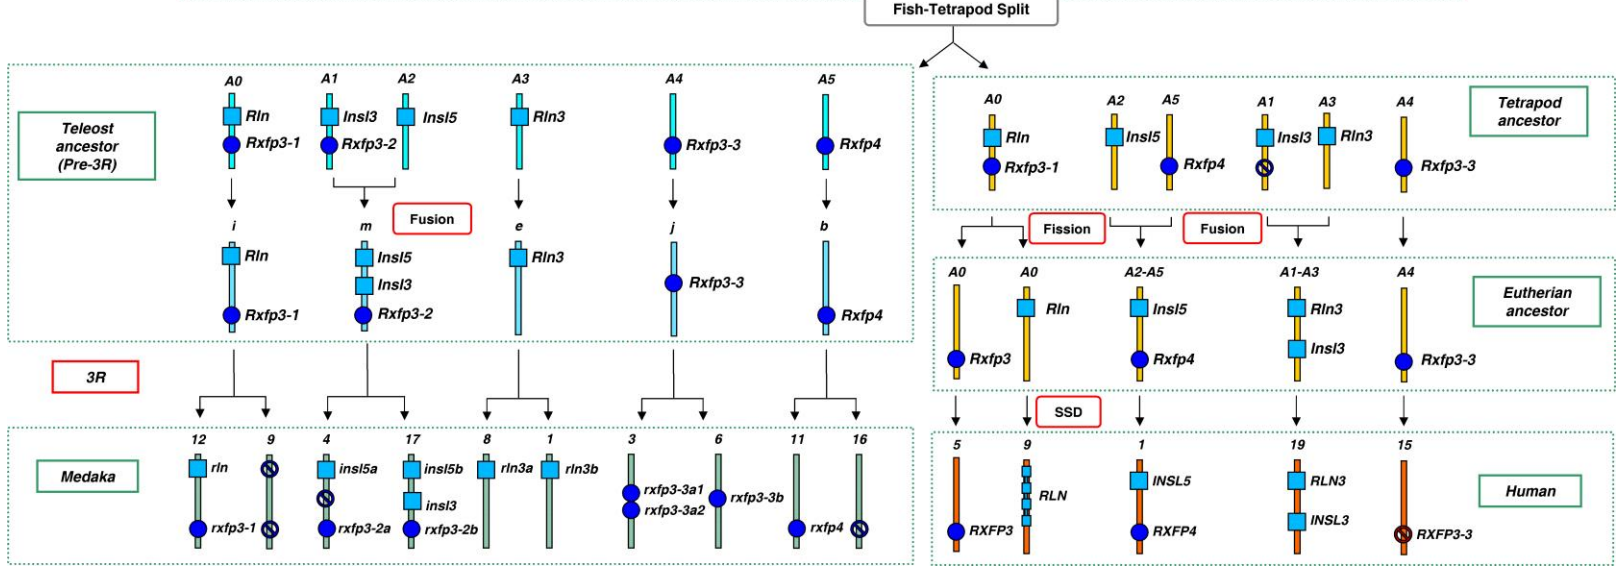 Fish-Tetrapod Split
A0 A1 A2 A3 A4 A5
Teleost
ancestor
(Pre-3R)
Rln Insl3 Insl5 Rln3
Rxfp3-1 Rxfp3-2 Rxfp3-3 Rxfp4
Fusion
i m e j b
Rln Insl5 Rln3
Insl3
Rxfp3-3
Rxfp3-1 Rxfp3-2 Rxfp4
3R
12 9 4 17 8 1 3 6 11 16
Medaka
rln insl5a insl5b rln3a rln3b
rxfp3-3a1 rxfp3-3b
insl3 rxfp3-3a2
rxfp3-1 rxfp3-2a rxfp3-2b rxfp4
A0 A2 A5 A1 A3 A4
Tetrapod
ancestor
Rln Insl5 Insl3 Rln3
Rxfp3-1 Rxfp4 Rxfp3-3
Fission Fusion
A0 A0 A2-A5 A1-A3 A4
Eutherian
ancestor
Rln Insl5 Rln3
Insl3
Rxfp3 Rxfp4 Rxfp3-3
SSD
5 9 1 19 15
Human
RLN INSL5 RLN3
RXFP3 RXFP4 INSL3 RXFP3-3